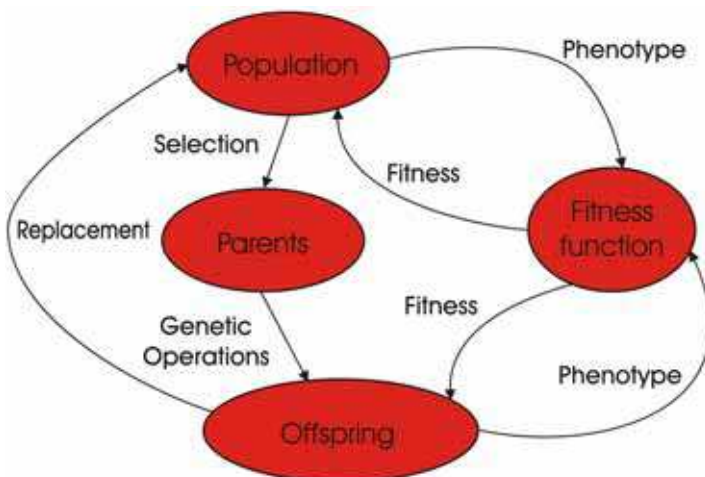 Population
Phenotype
Selection
Fitness
Replacement
Parents
Fitness
function
Genetic
Operations
Fitness
Phenotype
Offspring